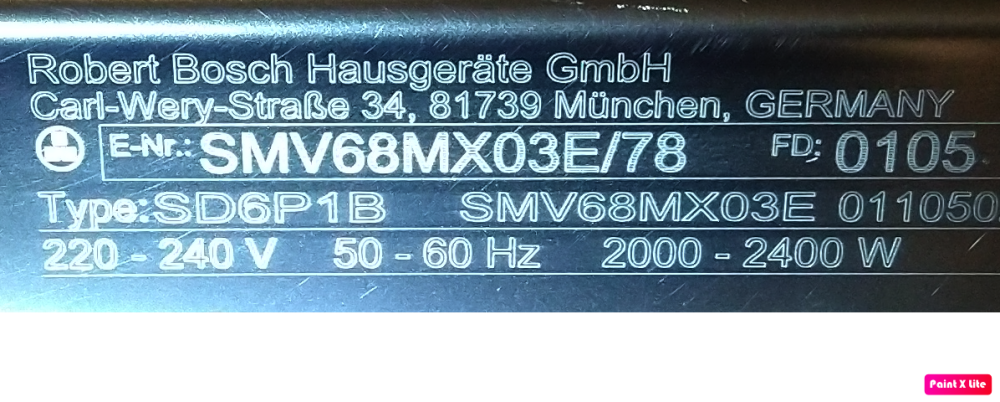 Robert Bosch Hausgeräte GmbH
Carl-Wery-Straße 34, 81739 München, GERMANY
E-Nr.: SMV68MX03E/78 FD: 0105
Type: SD6P1B SMV68MX03E 011050
220 - 240 V 50 - 60 Hz 2000 - 2400 W
Paint X Lite